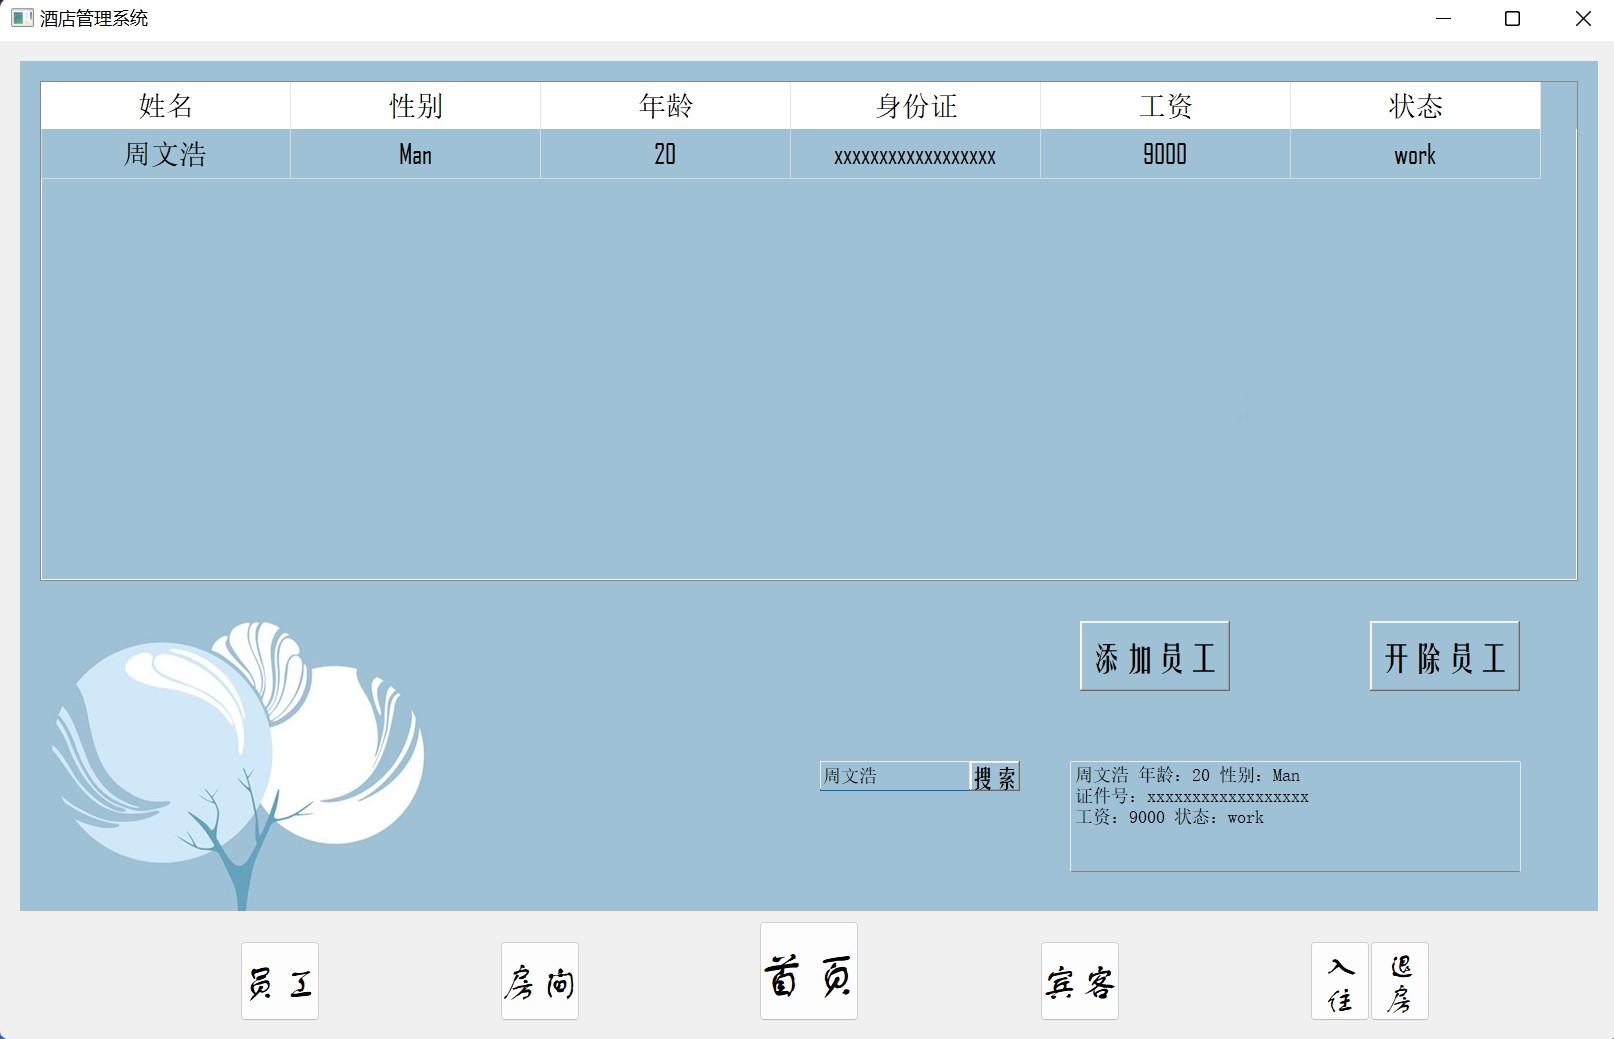 酒店管理系统
姓名 性别 年龄 身份证 工资 状态
周文浩 Man 20 xxxxxxxxxxxxxxxxxx 9000 work
添加员工 开除员工
周文浩 搜索
周文浩 年龄: 20 性别: Man
证件号: xxxxxxxxxxxxxxxxxx
工资: 9000 状态: work
员工 房间 首页 宾客 入住 退房